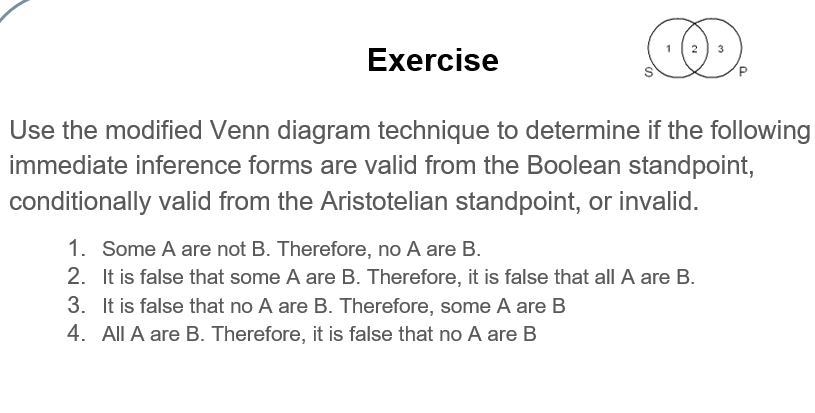 1 2 3
S P
Exercise
Use the modified Venn diagram technique to determine if the following
immediate inference forms are valid from the Boolean standpoint,
conditionally valid from the Aristotelian standpoint, or invalid.
1. Some A are not B. Therefore, no A are B.
2. It is false that some A are B. Therefore, it is false that all A are B.
3. It is false that no A are B. Therefore, some A are B
4. All A are B. Therefore, it is false that no A are B